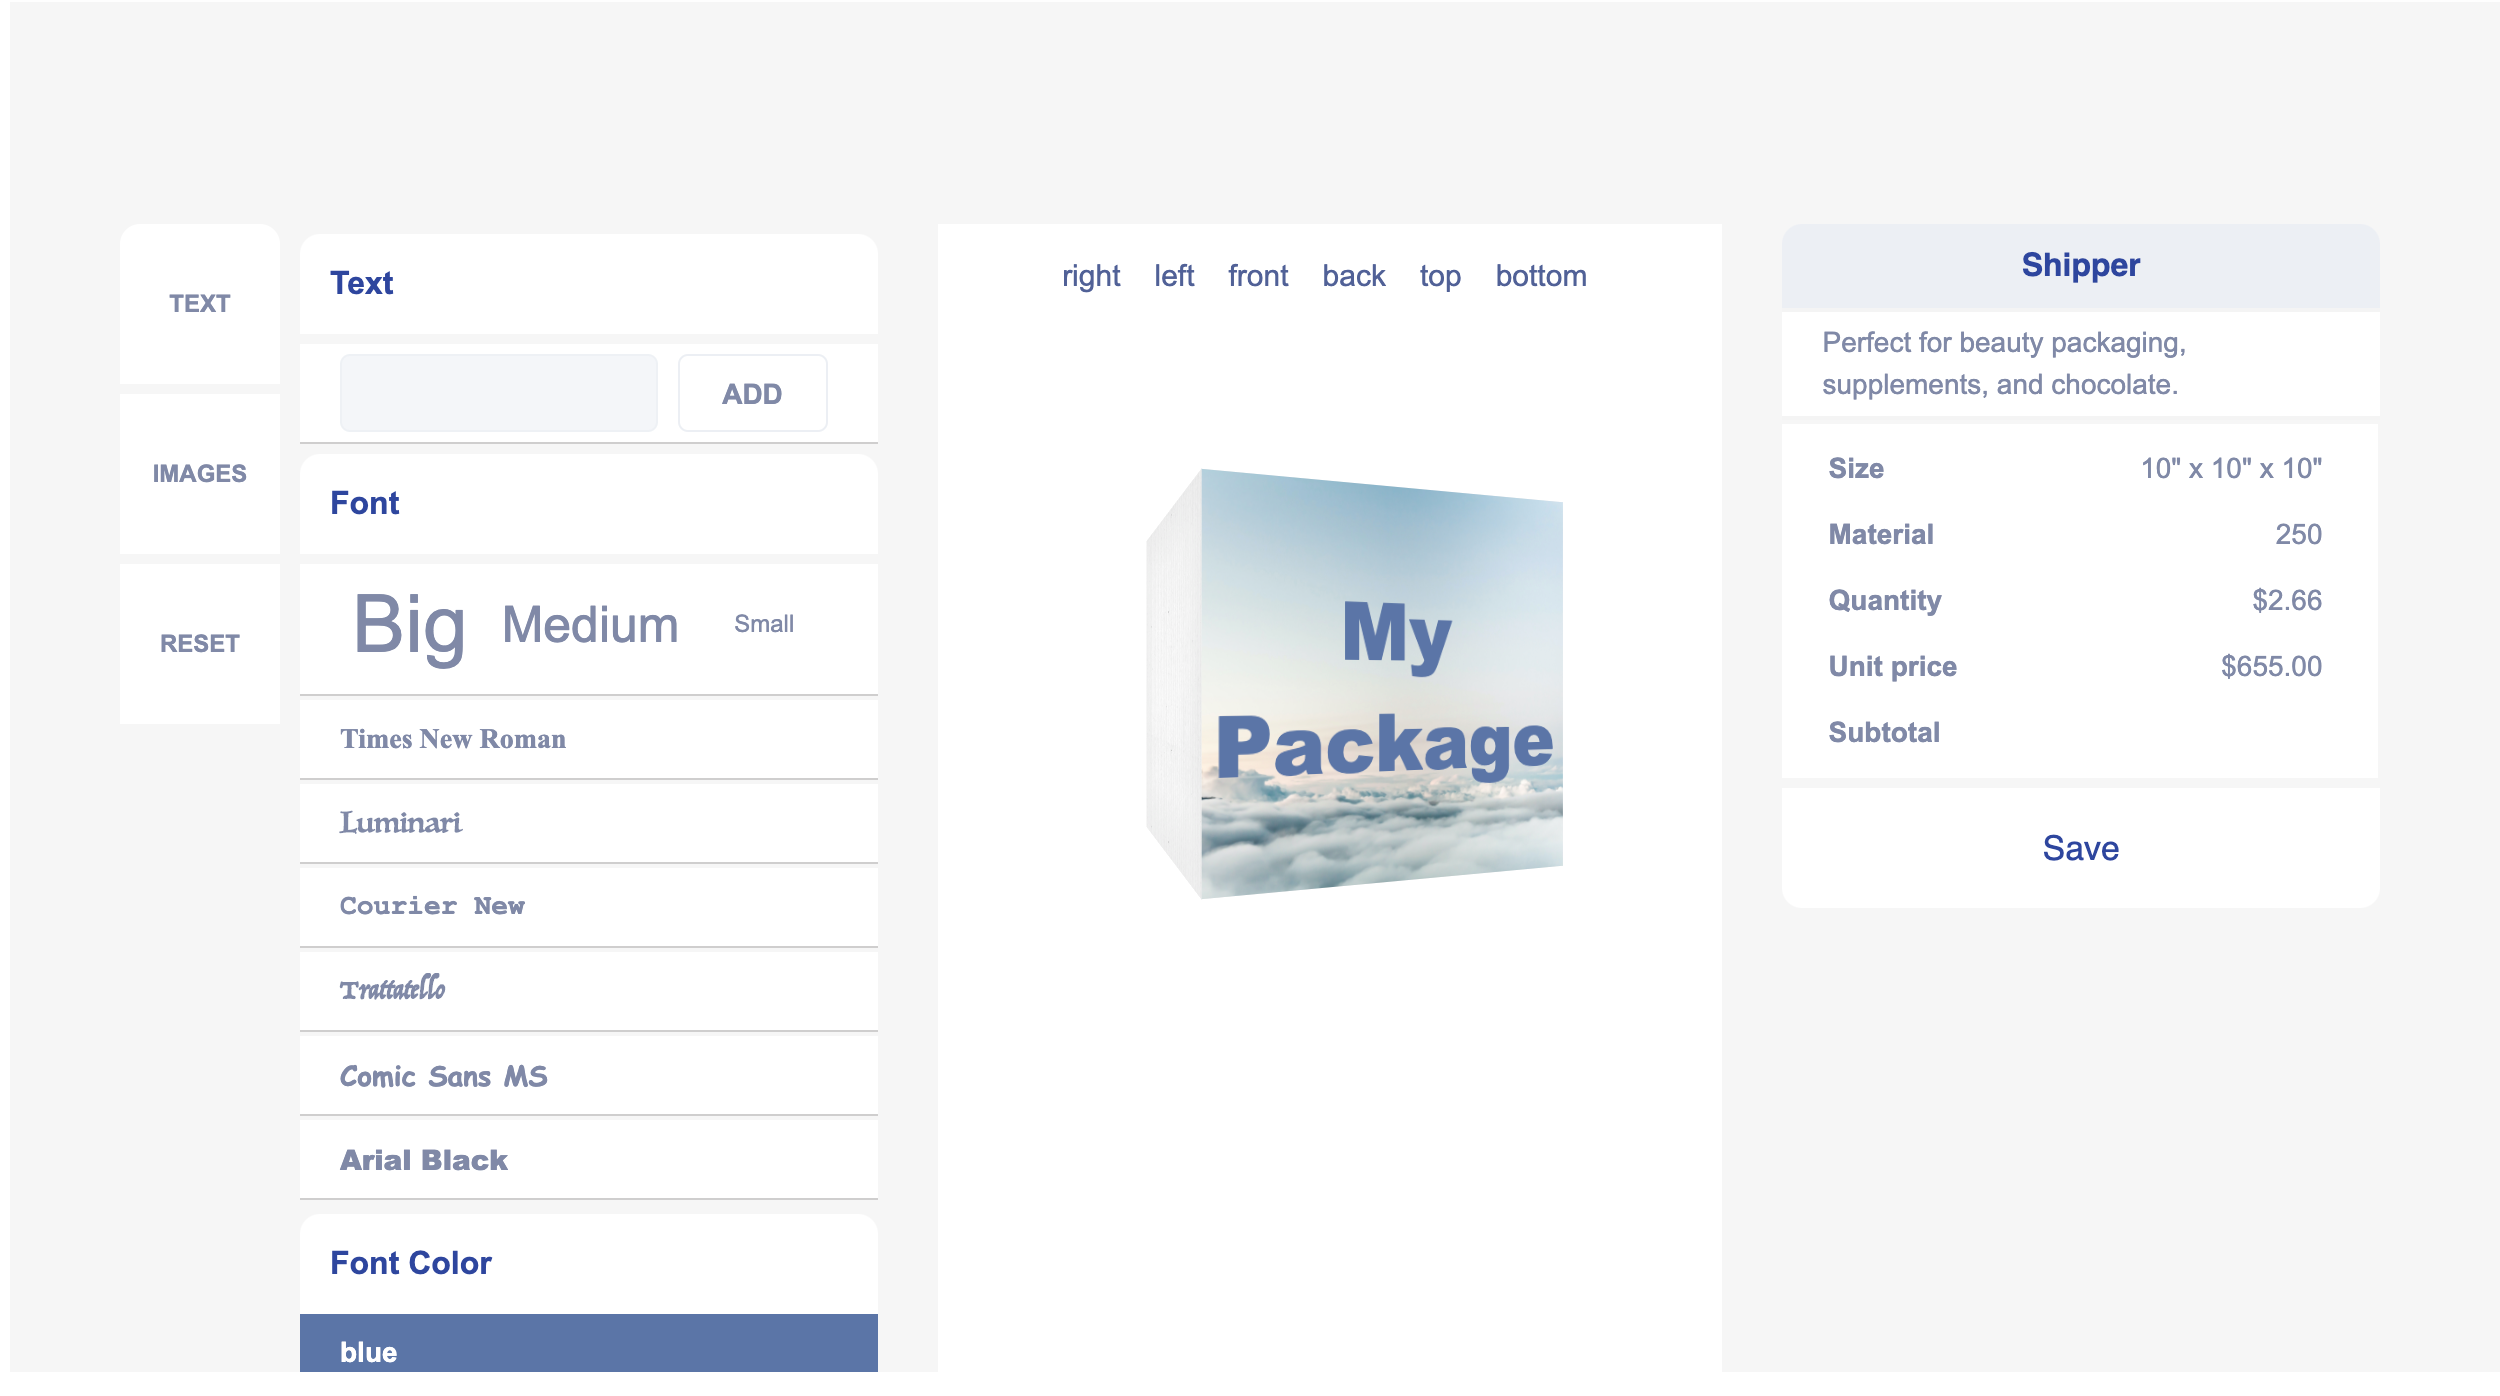 TEXT
IMAGES
RESET
Text
ADD
Font
Big Medium Small
Times New Roman
Luminari
Courier New
Trattatello
Comic Sans MS
Arial Black
Font Color
blue
right left front back top bottom
My
Package
Shipper
Perfect for beauty packaging,
supplements, and chocolate.
Size 10" x 10" x 10"
Material 250
Quantity $2.66
Unit price $655.00
Subtotal
Save